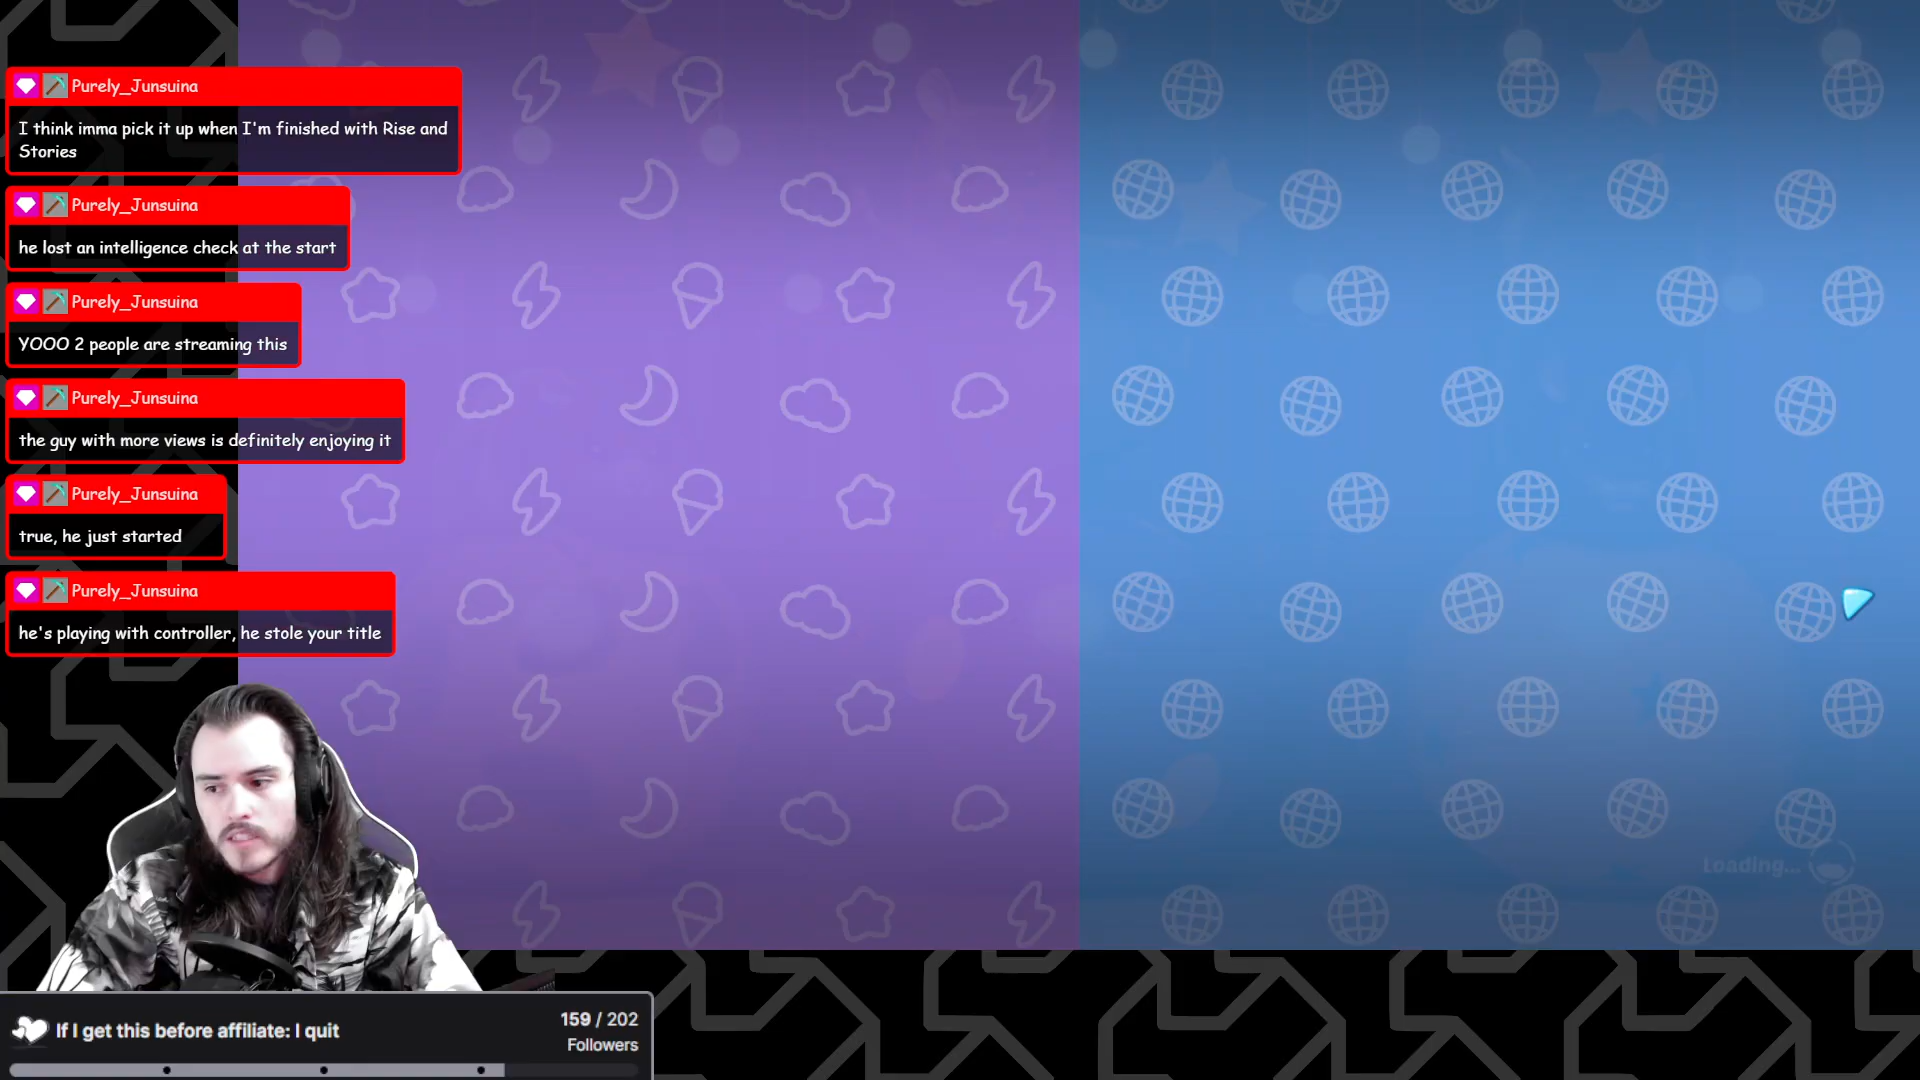 Purely_Junsuina
I think imma pick it up when I'm finished with Rise and
Stories
Purely_Junsuina
he lost an intelligence check at the start
Purely_Junsuina
YOOO 2 people are streaming this
Purely_Junsuina
the guy with more views is definitely enjoying it
Purely_Junsuina
true, he just started
Purely_Junsuina
he's playing with controller, he stole your title
Loading...
If I get this before affiliate: I quit
159 / 202
Followers